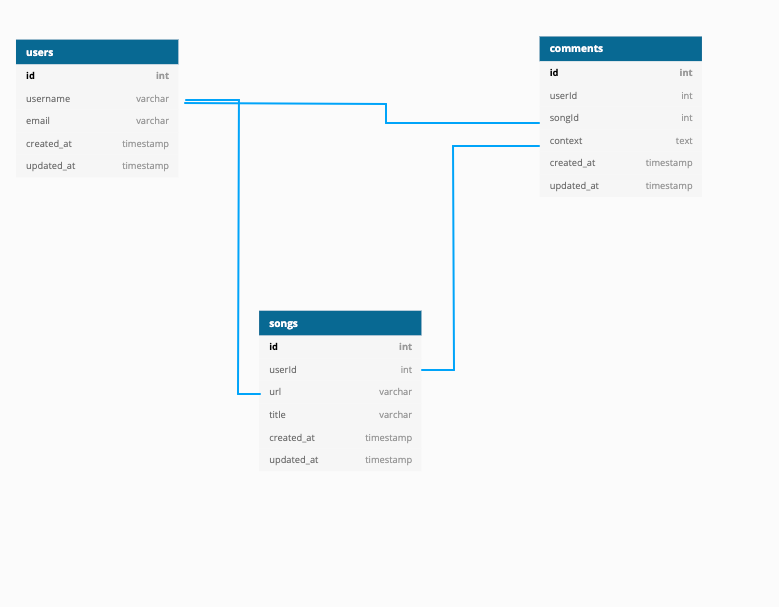 users
id int
username varchar
email varchar
created_at timestamp
updated_at timestamp
comments
id int
userId int
songId int
context text
created_at timestamp
updated_at timestamp
songs
id int
userId int
url varchar
title varchar
created_at timestamp
updated_at timestamp